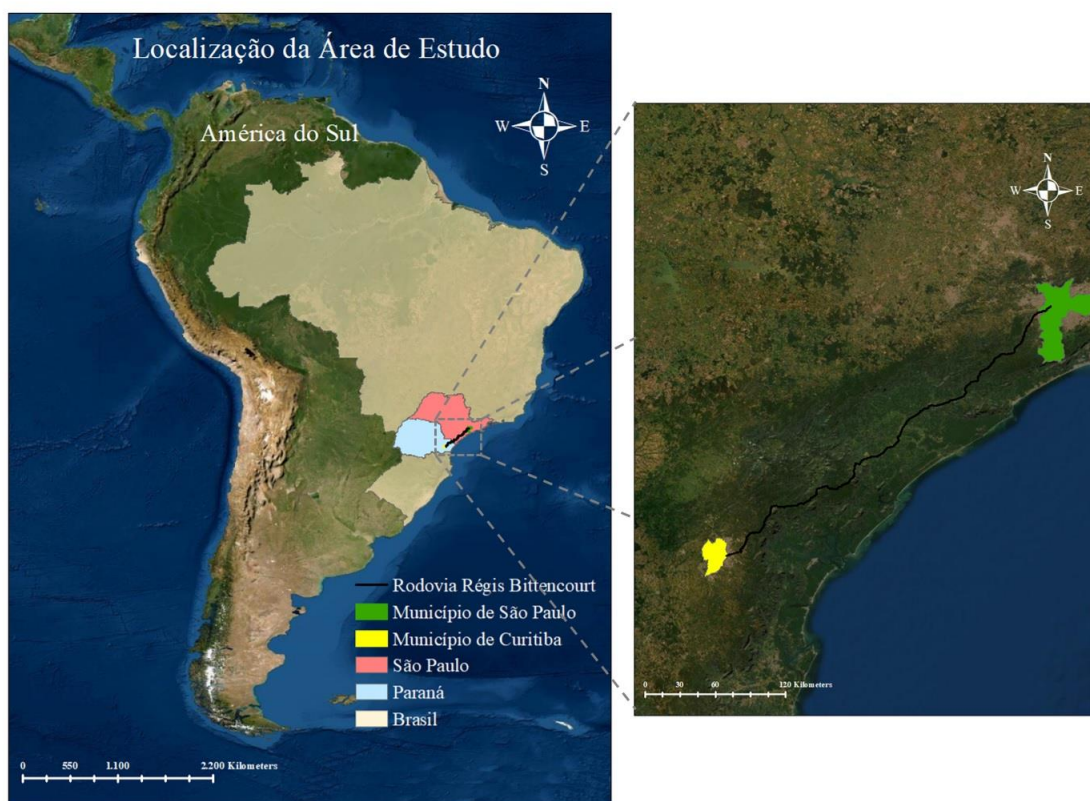 Localização da Área de Estudo
América do Sul
N
W E
S
Rodovia Régis Bittencourt
Município de São Paulo
Município de Curitiba
São Paulo
Paraná
Brasil
0 550 1.100 2.200 Kilometers
N
W E
S
0 30 60 120 Kilometers